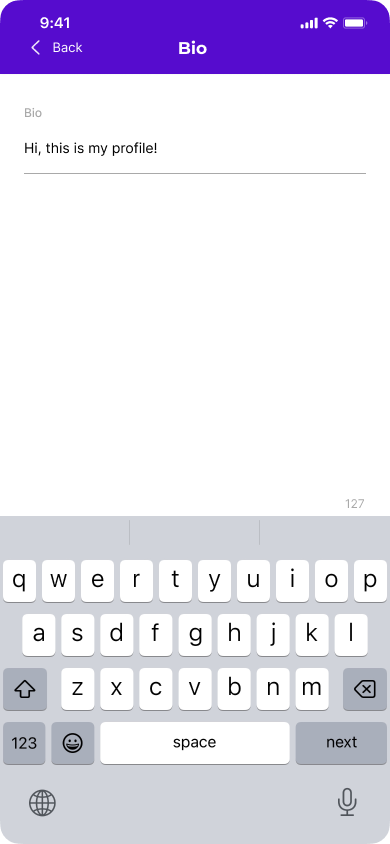 9:41
Back
Bio
Bio
Hi, this is my profile!
127
q w e r t y u i o p
a s d f g h j k l
z x c v b n m
123 space next